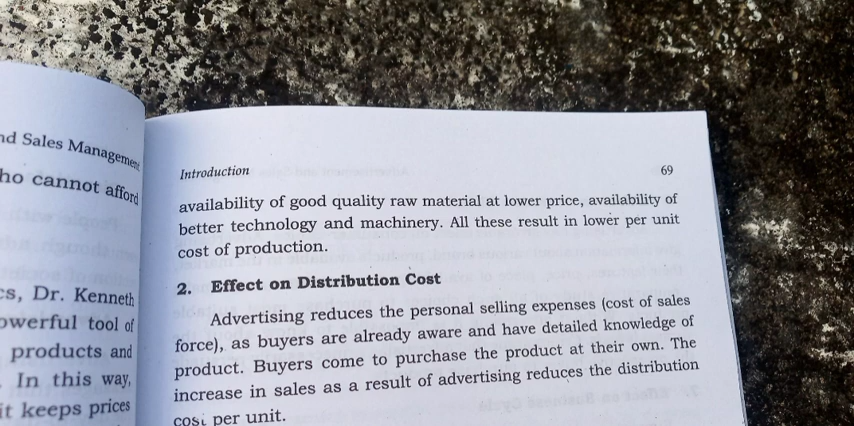 nd Sales Management
ho cannot afford
cs, Dr. Kenneth
owerful tool of
products and
. In this way,
it keeps prices
Introduction 69
availability of good quality raw material at lower price, availability of
better technology and machinery. All these result in lower per unit
cost of production.
2. Effect on Distribution Cost
Advertising reduces the personal selling expenses (cost of sales
force), as buyers are already aware and have detailed knowledge of
product. Buyers come to purchase the product at their own. The
increase in sales as a result of advertising reduces the distribution
cost per unit.